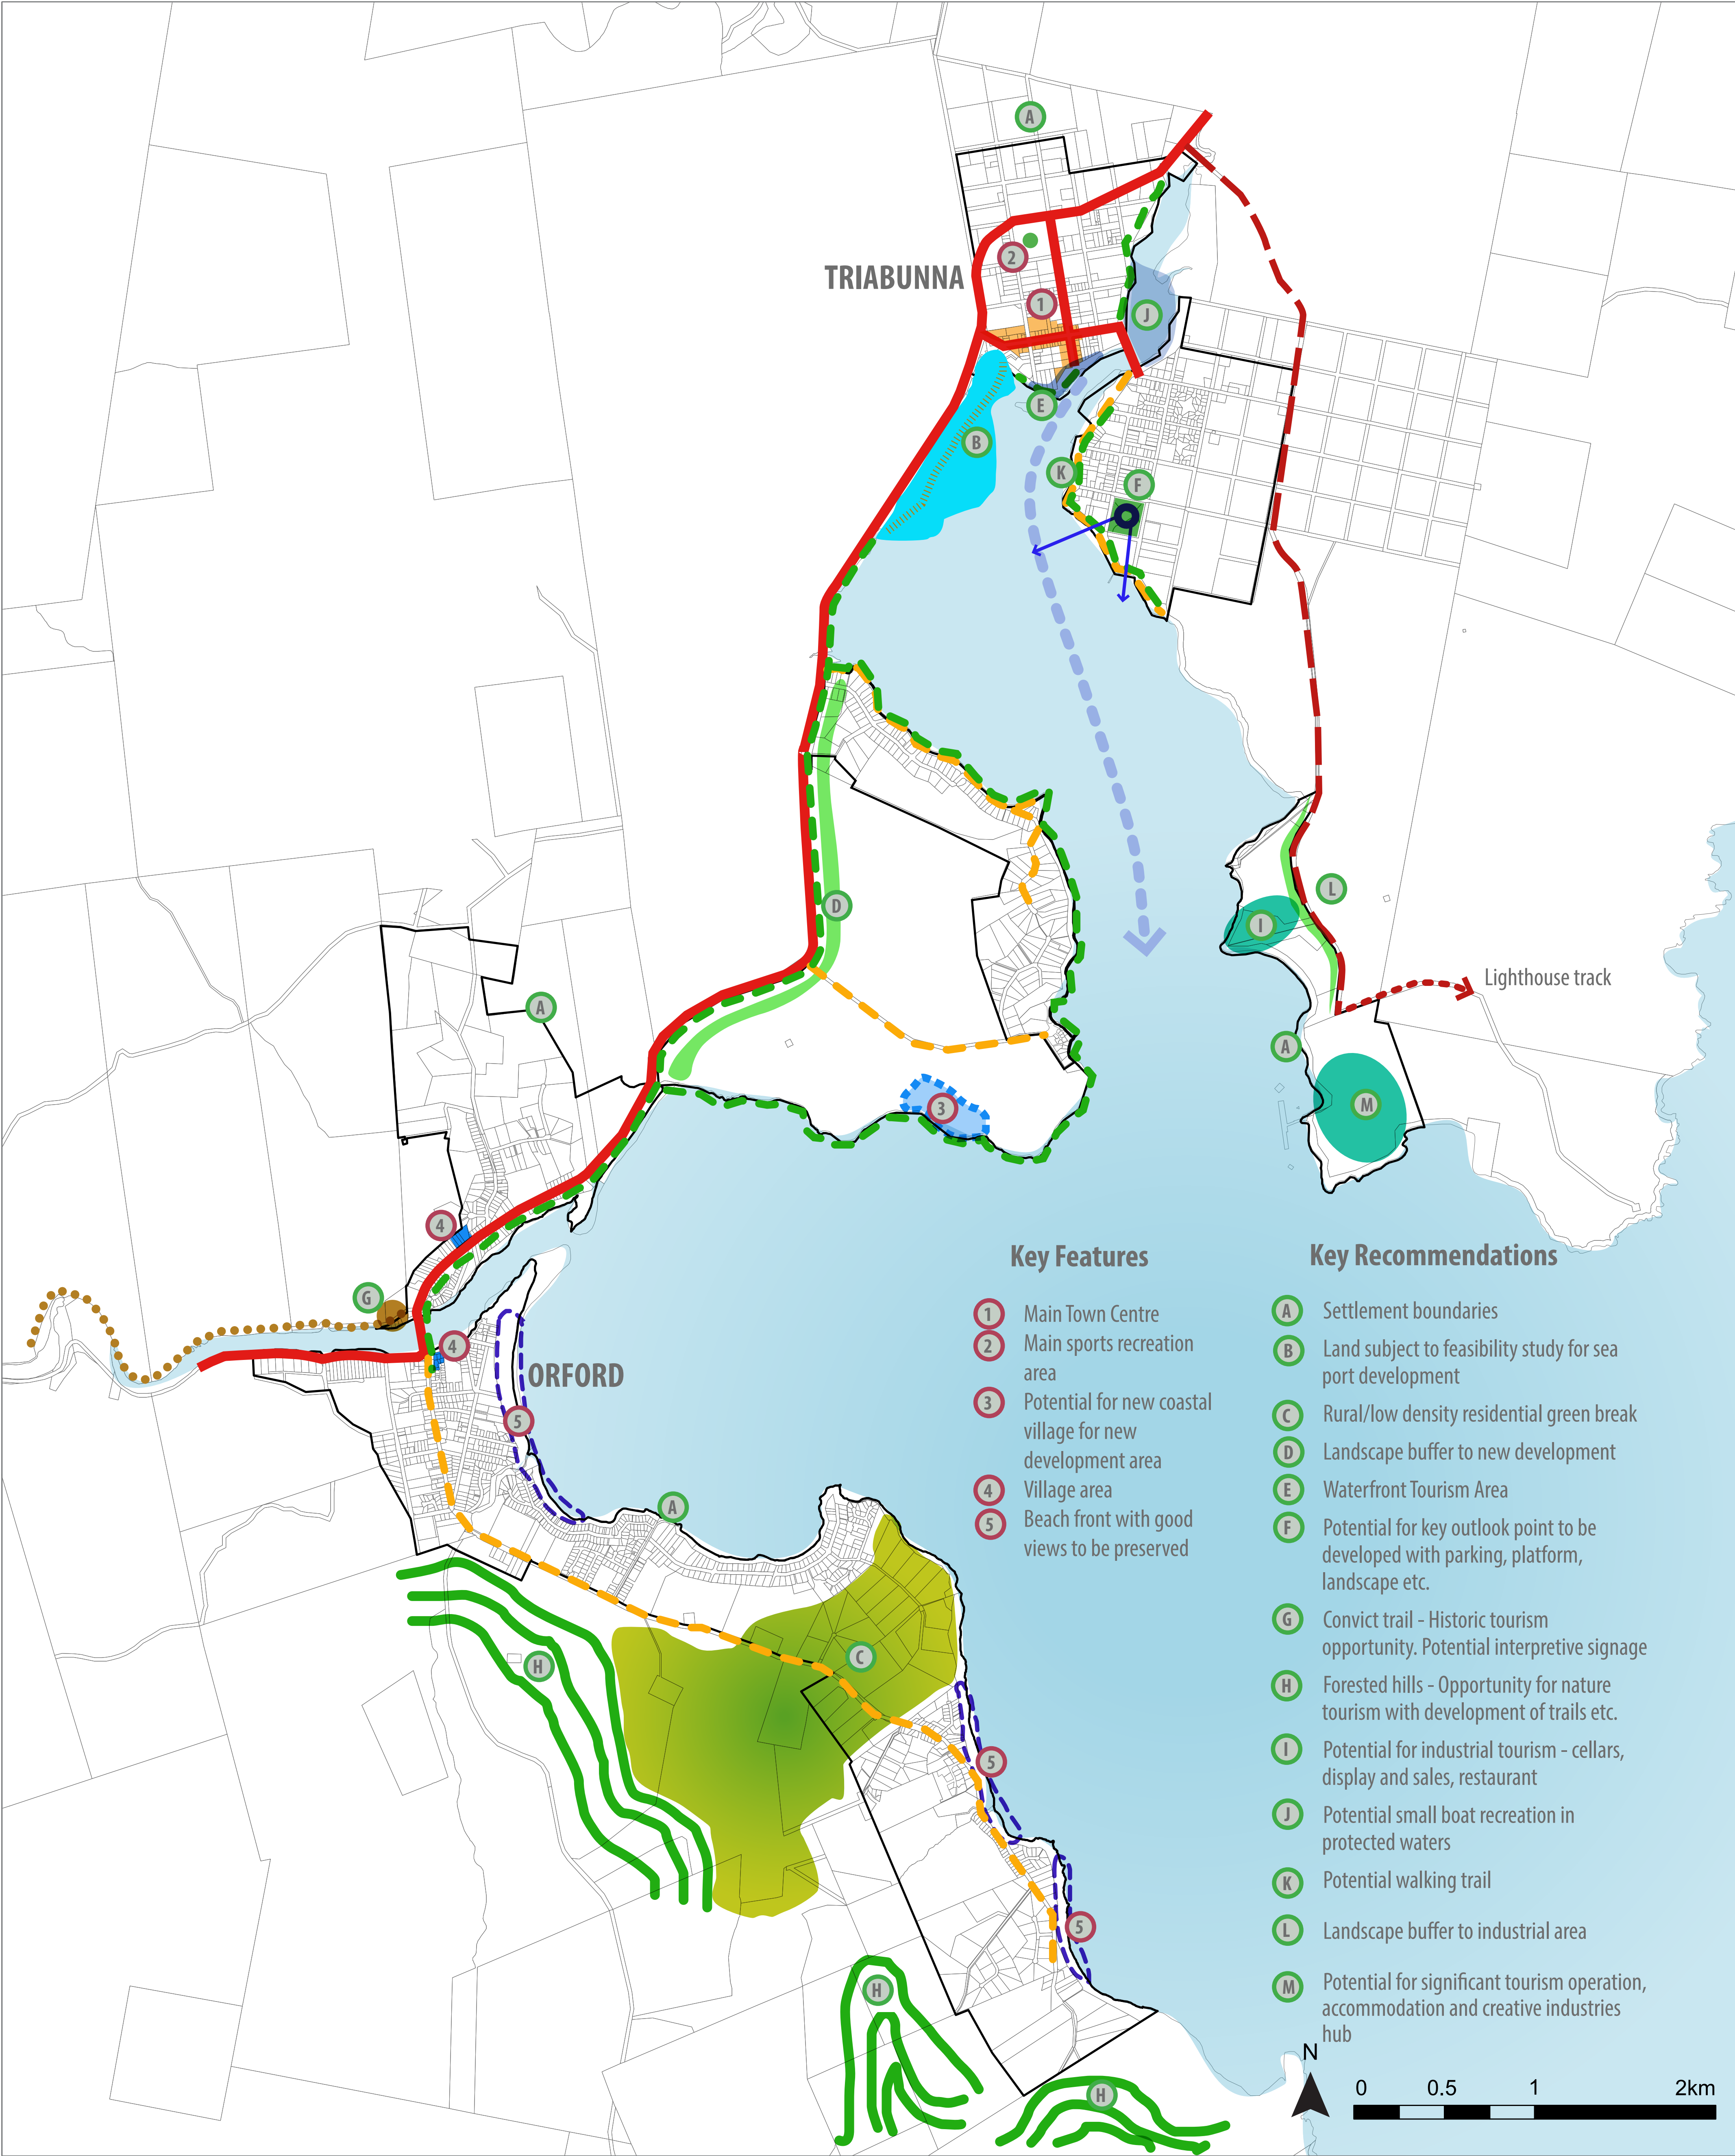 A
2
TRIABUNNA
1
J
E
B
K
F
D
L
I
Lighthouse track
A
A
M
3
4
G
4
ORFORD
5
A
C
H
5
5
H
H
Key Features
1 Main Town Centre
2 Main sports recreation
area
3 Potential for new coastal
village for new
development area
4 Village area
5 Beach front with good
views to be preserved
Key Recommendations
A Settlement boundaries
B Land subject to feasibility study for sea
port development
C Rural/low density residential green break
D Landscape buffer to new development
E Waterfront Tourism Area
F Potential for key outlook point to be
developed with parking, platform,
landscape etc.
G Convict trail - Historic tourism
opportunity. Potential interpretive signage
H Forested hills - Opportunity for nature
tourism with development of trails etc.
I Potential for industrial tourism - cellars,
display and sales, restaurant
J Potential small boat recreation in
protected waters
K Potential walking trail
L Landscape buffer to industrial area
M Potential for significant tourism operation,
accommodation and creative industries
hub
N
0 0.5 1 2km